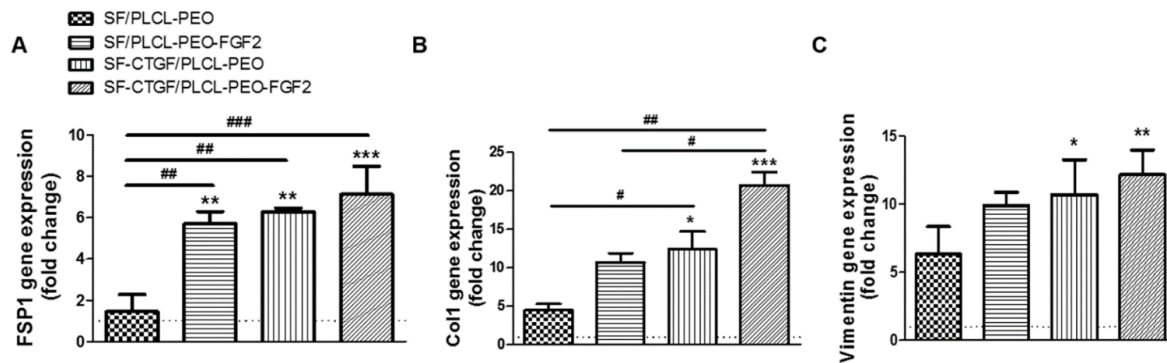 SF/PLCL-PEO
SF/PLCL-PEO-FGF2
SF-CTGF/PLCL-PEO
SF-CTGF/PLCL-PEO-FGF2
A
FSP1 gene expression
(fold change)
10
8
6
4
2
0
###
##
##
**
**
***
B
Col1 gene expression
(fold change)
25
20
15
10
5
0
##
#
#
*
***
C
Vimentin gene expression
(fold change)
15
10
5
0
*
**